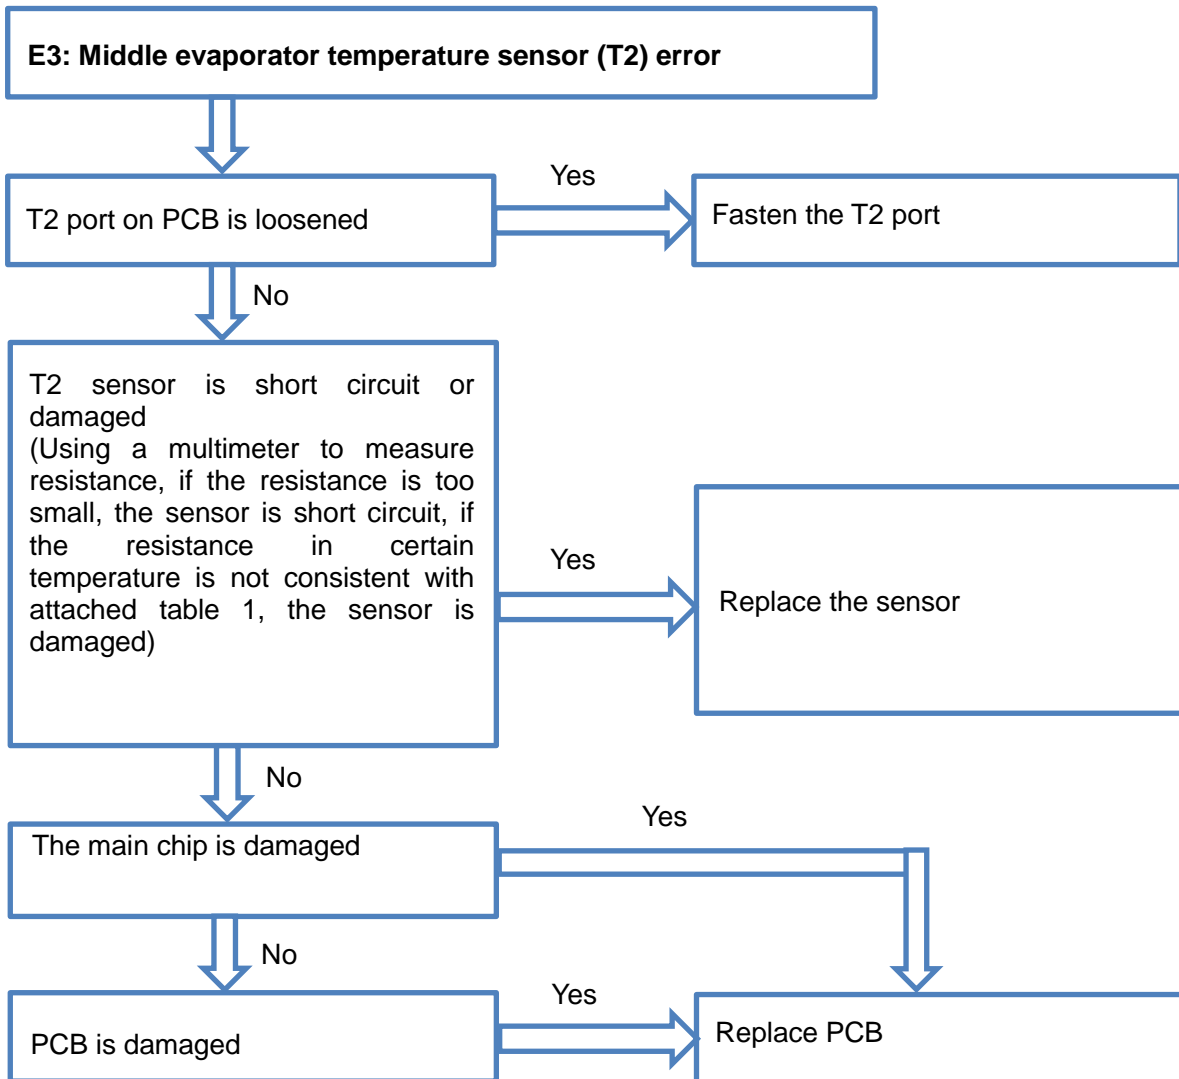 E3: Middle evaporator temperature sensor (T2) error
Yes
T2 port on PCB is loosened
Fasten the T2 port
No
T2 sensor is short circuit or
damaged
(Using a multimeter to measure
resistance, if the resistance is too
small, the sensor is short circuit, if
the resistance in certain
temperature is not consistent with
attached table 1, the sensor is
damaged)
Yes
Replace the sensor
No
Yes
The main chip is damaged
No
Yes
PCB is damaged
Replace PCB